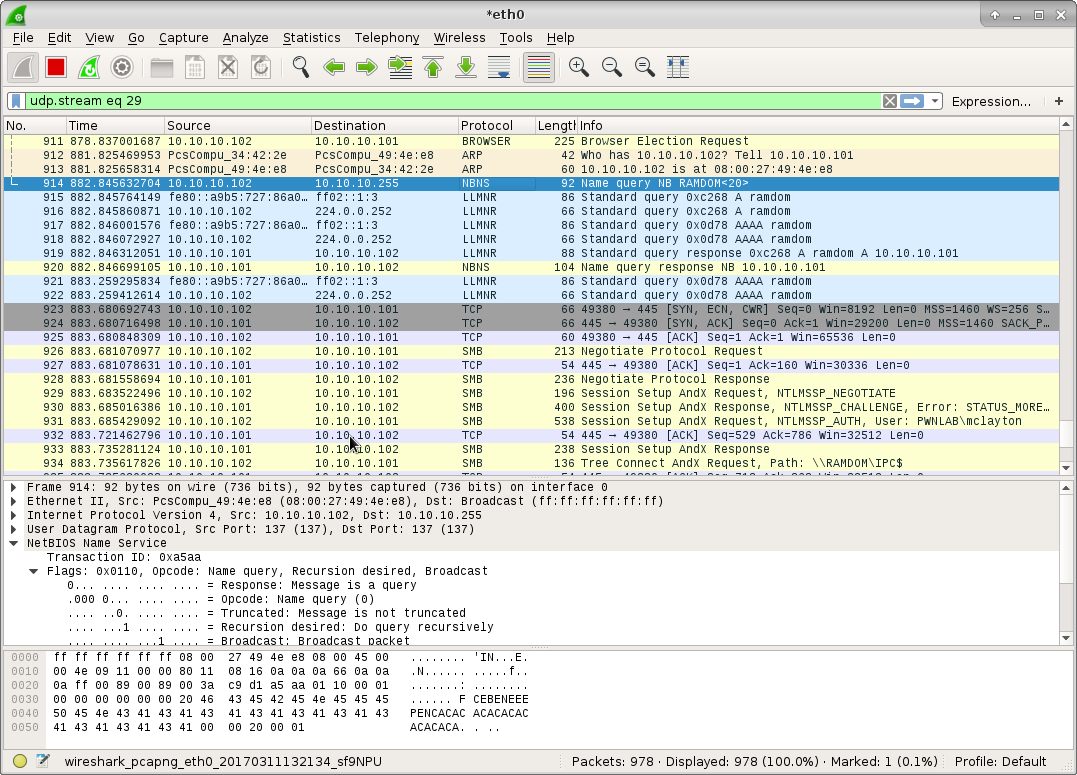 *eth0
File Edit View Go Capture Analyze Statistics Telephony Wireless Tools Help
udp.stream eq 29 Expression... +
No. Time Source Destination Protocol Length Info
911 878.837001687 10.10.10.102 10.10.10.101 BROWSER 225 Browser Election Request
912 881.825469953 PcsCompu_34:42:2e PcsCompu_49:4e:e8 ARP 42 Who has 10.10.10.102? Tell 10.10.10.101
913 881.825658314 PcsCompu_49:4e:e8 PcsCompu_34:42:2e ARP 60 10.10.10.102 is at 08:00:27:49:4e:e8
914 882.845632704 10.10.10.102 10.10.10.255 NBNS 92 Name query NB RAMDOM<20>
915 882.845764149 fe80::a9b5:727:86a0… ff02::1:3 LLMNR 86 Standard query 0xc268 A ramdom
916 882.845860871 10.10.10.102 224.0.0.252 LLMNR 66 Standard query 0xc268 A ramdom
917 882.846001576 fe80::a9b5:727:86a0… ff02::1:3 LLMNR 86 Standard query 0x0d78 AAAA ramdom
918 882.846072927 10.10.10.102 224.0.0.252 LLMNR 66 Standard query 0x0d78 AAAA ramdom
919 882.846312051 10.10.10.101 10.10.10.102 LLMNR 88 Standard query response 0xc268 A ramdom A 10.10.10.101
920 882.846699105 10.10.10.101 10.10.10.102 NBNS 104 Name query response NB 10.10.10.101
921 883.259295834 fe80::a9b5:727:86a0… ff02::1:3 LLMNR 86 Standard query 0x0d78 AAAA ramdom
922 883.259412614 10.10.10.102 224.0.0.252 LLMNR 66 Standard query 0x0d78 AAAA ramdom
923 883.680692743 10.10.10.102 10.10.10.101 TCP 66 49380 → 445 [SYN, ECN, CWR] Seq=0 Win=8192 Len=0 MSS=1460 WS=256 S…
924 883.680716498 10.10.10.101 10.10.10.102 TCP 66 445 → 49380 [SYN, ACK] Seq=0 Ack=1 Win=29200 Len=0 MSS=1460 SACK_P…
925 883.680848309 10.10.10.102 10.10.10.101 TCP 60 49380 → 445 [ACK] Seq=1 Ack=1 Win=65536 Len=0
926 883.681070977 10.10.10.102 10.10.10.101 SMB 213 Negotiate Protocol Request
927 883.681078631 10.10.10.101 10.10.10.102 TCP 54 445 → 49380 [ACK] Seq=1 Ack=160 Win=30336 Len=0
928 883.681558694 10.10.10.101 10.10.10.102 SMB 236 Negotiate Protocol Response
929 883.683522496 10.10.10.102 10.10.10.101 SMB 196 Session Setup AndX Request, NTLMSSP_NEGOTIATE
930 883.685016386 10.10.10.101 10.10.10.102 SMB 400 Session Setup AndX Response, NTLMSSP_CHALLENGE, Error: STATUS_MORE…
931 883.685429092 10.10.10.102 10.10.10.101 SMB 538 Session Setup AndX Request, NTLMSSP_AUTH, User: PWNLAB\mclayton
932 883.721462796 10.10.10.101 10.10.10.102 TCP 54 445 → 49380 [ACK] Seq=529 Ack=786 Win=32512 Len=0
933 883.735281124 10.10.10.101 10.10.10.102 SMB 238 Session Setup AndX Response
934 883.735617826 10.10.10.102 10.10.10.101 SMB 136 Tree Connect AndX Request, Path: \\RAMDOM\IPC$
Frame 914: 92 bytes on wire (736 bits), 92 bytes captured (736 bits) on interface 0
Ethernet II, Src: PcsCompu_49:4e:e8 (08:00:27:49:4e:e8), Dst: Broadcast (ff:ff:ff:ff:ff:ff)
Internet Protocol Version 4, Src: 10.10.10.102, Dst: 10.10.10.255
User Datagram Protocol, Src Port: 137 (137), Dst Port: 137 (137)
NetBIOS Name Service
Transaction ID: 0xa5aa
Flags: 0x0110, Opcode: Name query, Recursion desired, Broadcast
0... .... .... .... = Response: Message is a query
.000 0... .... .... = Opcode: Name query (0)
.... ..0. .... .... = Truncated: Message is not truncated
.... ...1 .... .... = Recursion desired: Do query recursively
.... .... ...1 .... = Broadcast: Broadcast packet
0000 ff ff ff ff ff ff 08 00 27 49 4e e8 08 00 45 00 ........ 'IN...E.
0010 00 4e 09 11 00 00 80 11 08 16 0a 0a 0a 66 0a 0a .N...... .....f..
0020 0a ff 00 89 00 89 00 3a c9 d1 a5 aa 01 10 00 01 .......: ........
0030 00 00 00 00 00 00 20 46 43 45 42 45 4e 45 45 45 ...... F CEBENEEE
0040 50 45 4e 43 41 43 41 43 41 43 41 43 41 43 41 43 PENCACAC ACACACAC
0050 41 43 41 43 41 43 41 00 00 20 00 01 ACACACA. . ..
wireshark_pcapng_eth0_20170311132134_sf9NPU Packets: 978 · Displayed: 978 (100.0%) · Marked: 1 (0.1%) Profile: Default